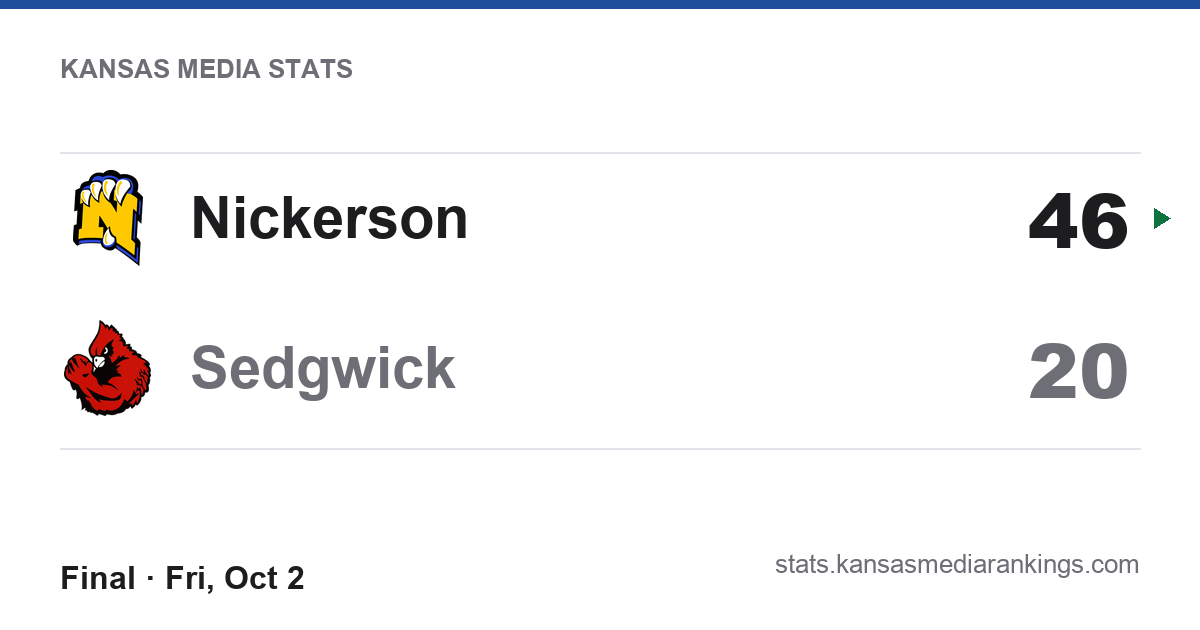 KANSAS MEDIA STATS
N
Nickerson 46
Sedgwick 20
Final · Fri, Oct 2
stats.kansasmediarankings.com